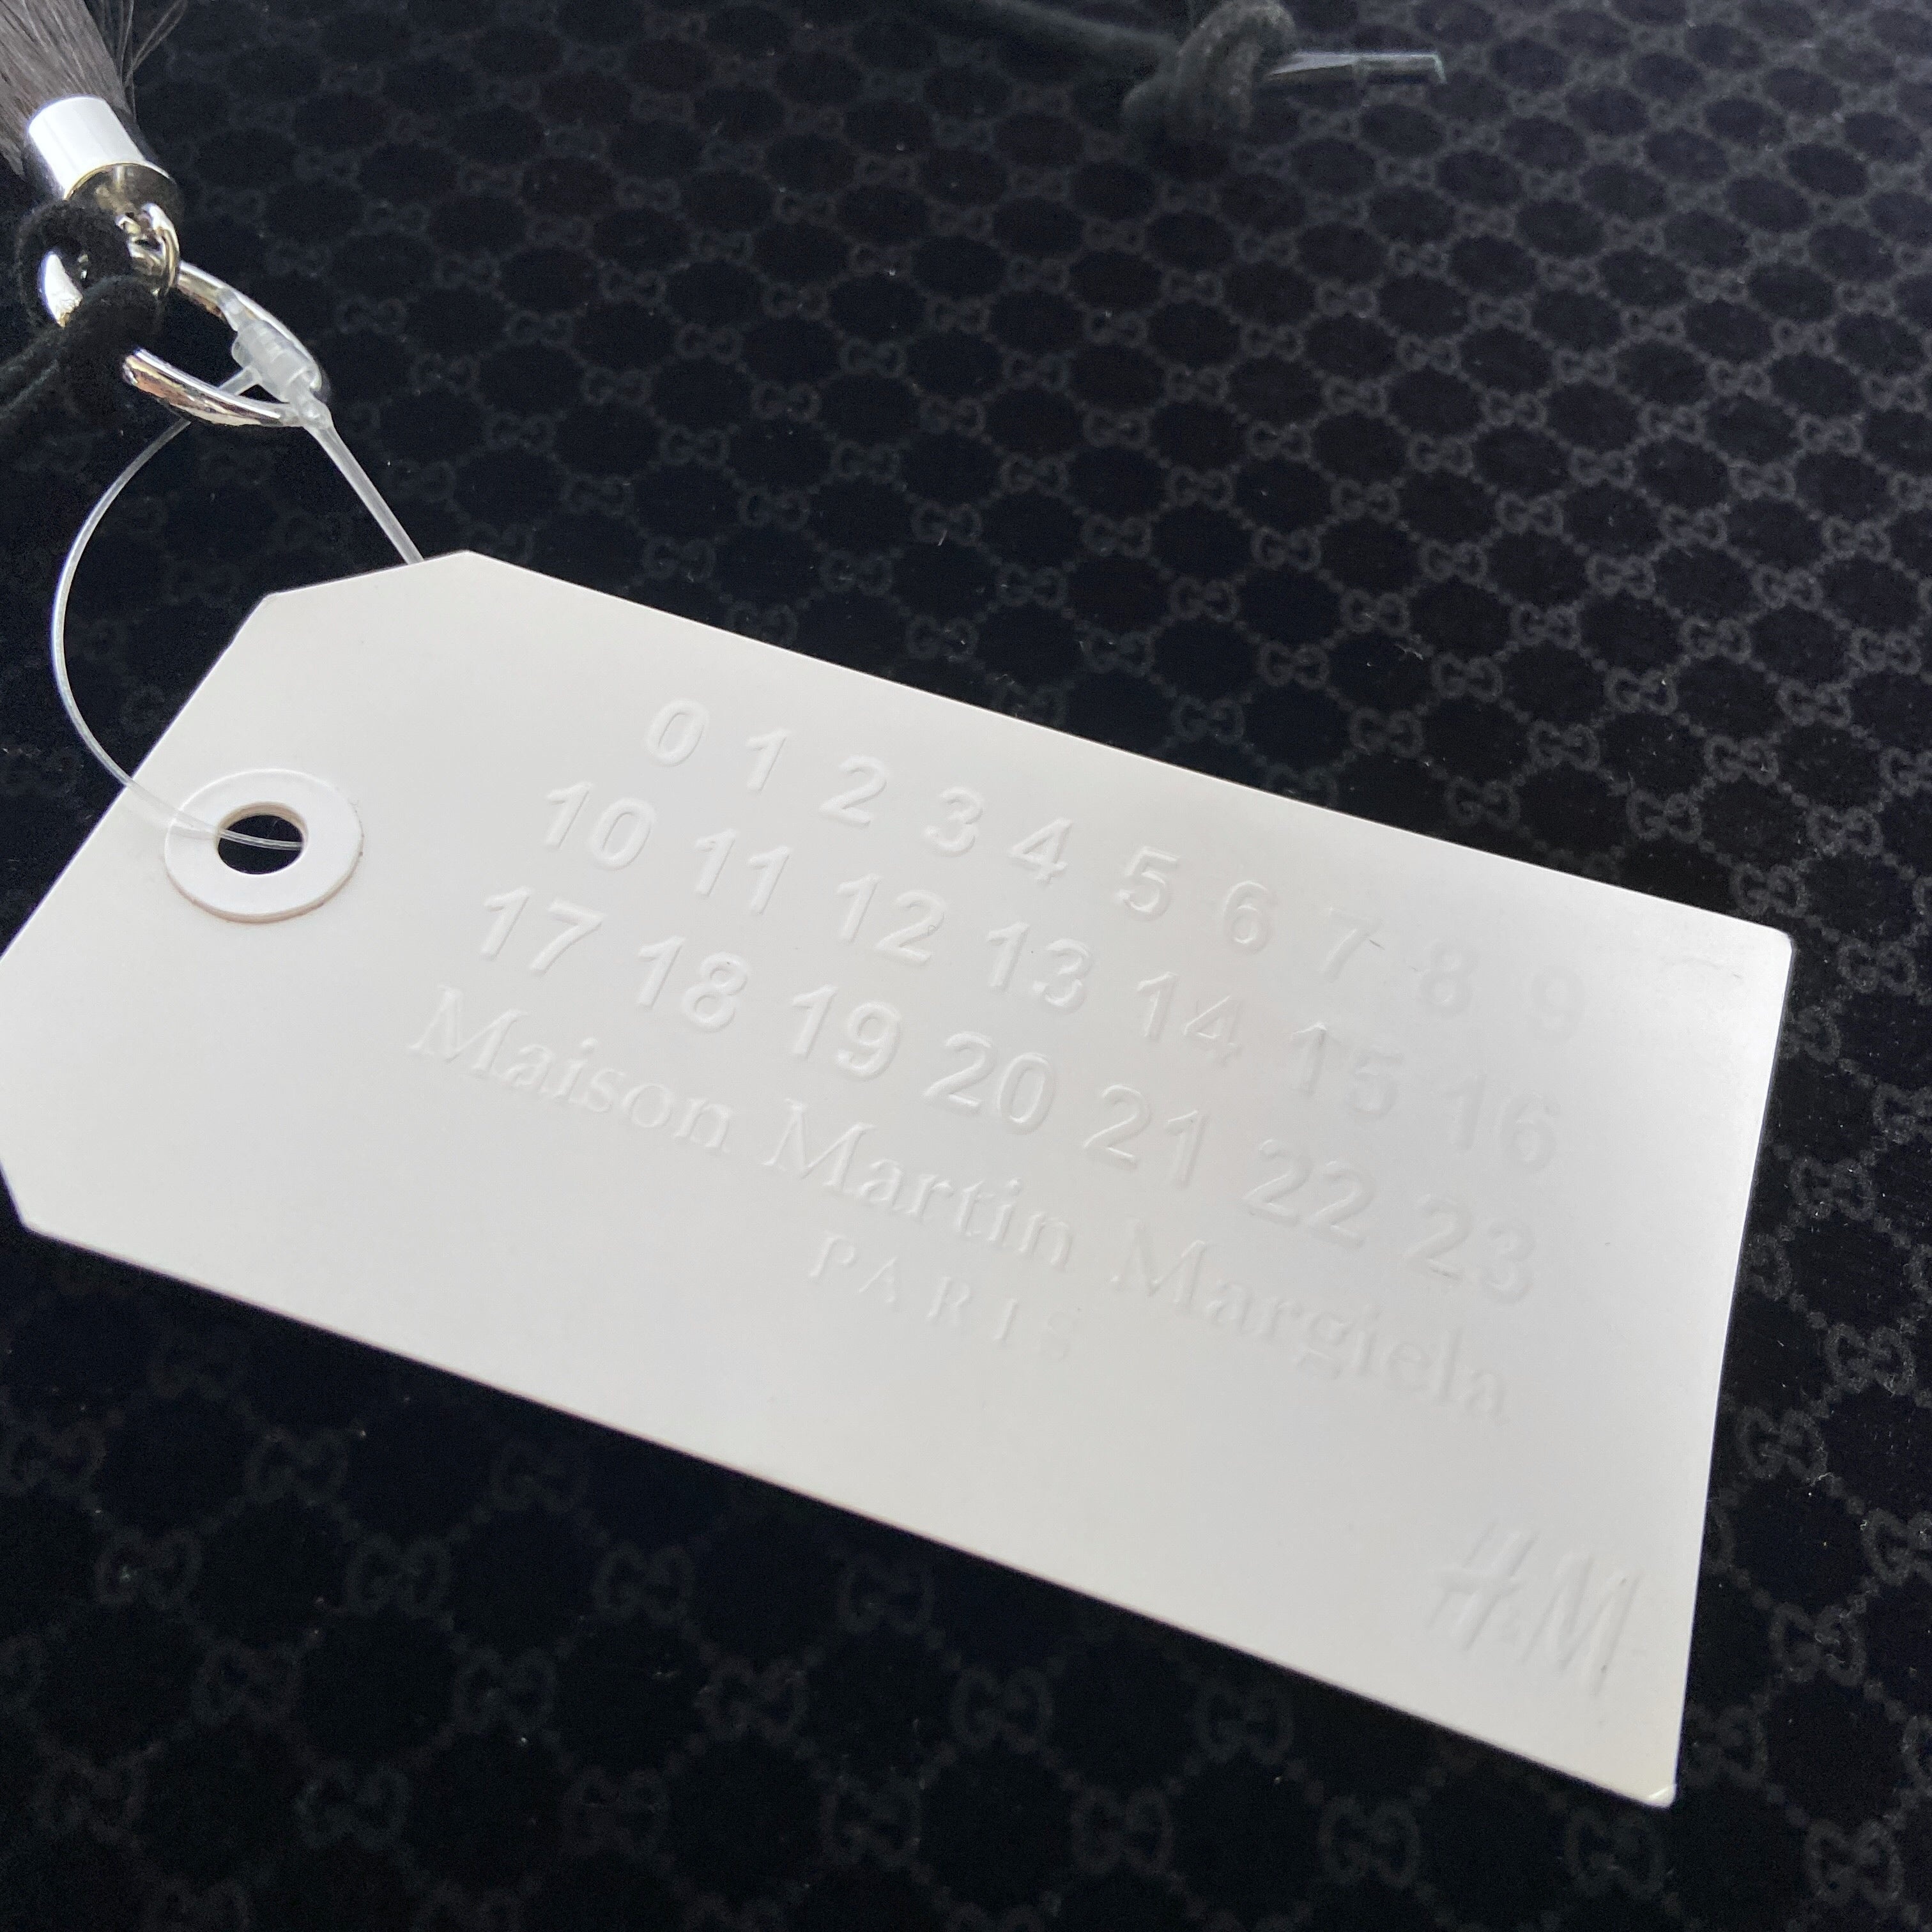 0 1 2 3 4 5 6 7 8 9
10 11 12 13 14 15 16
17 18 19 20 21 22 23
Maison Martin Margiela
PARIS
H&M